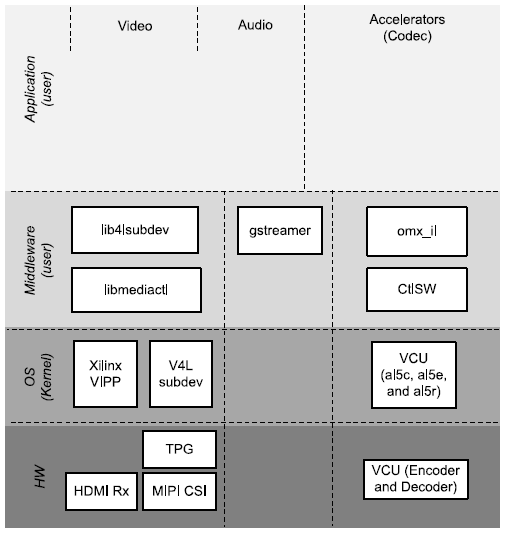 Video
Audio
Accelerators
(Codec)
Application
(user)
Middleware
(user)
lib4lsubdev
gstreamer
omx_il
libmediactl
CtlSW
OS
(Kernel)
Xilinx
VIPP
V4L
subdev
VCU
(al5c, al5e,
and al5r)
HW
TPG
HDMI Rx
MIPI CSI
VCU (Encoder
and Decoder)